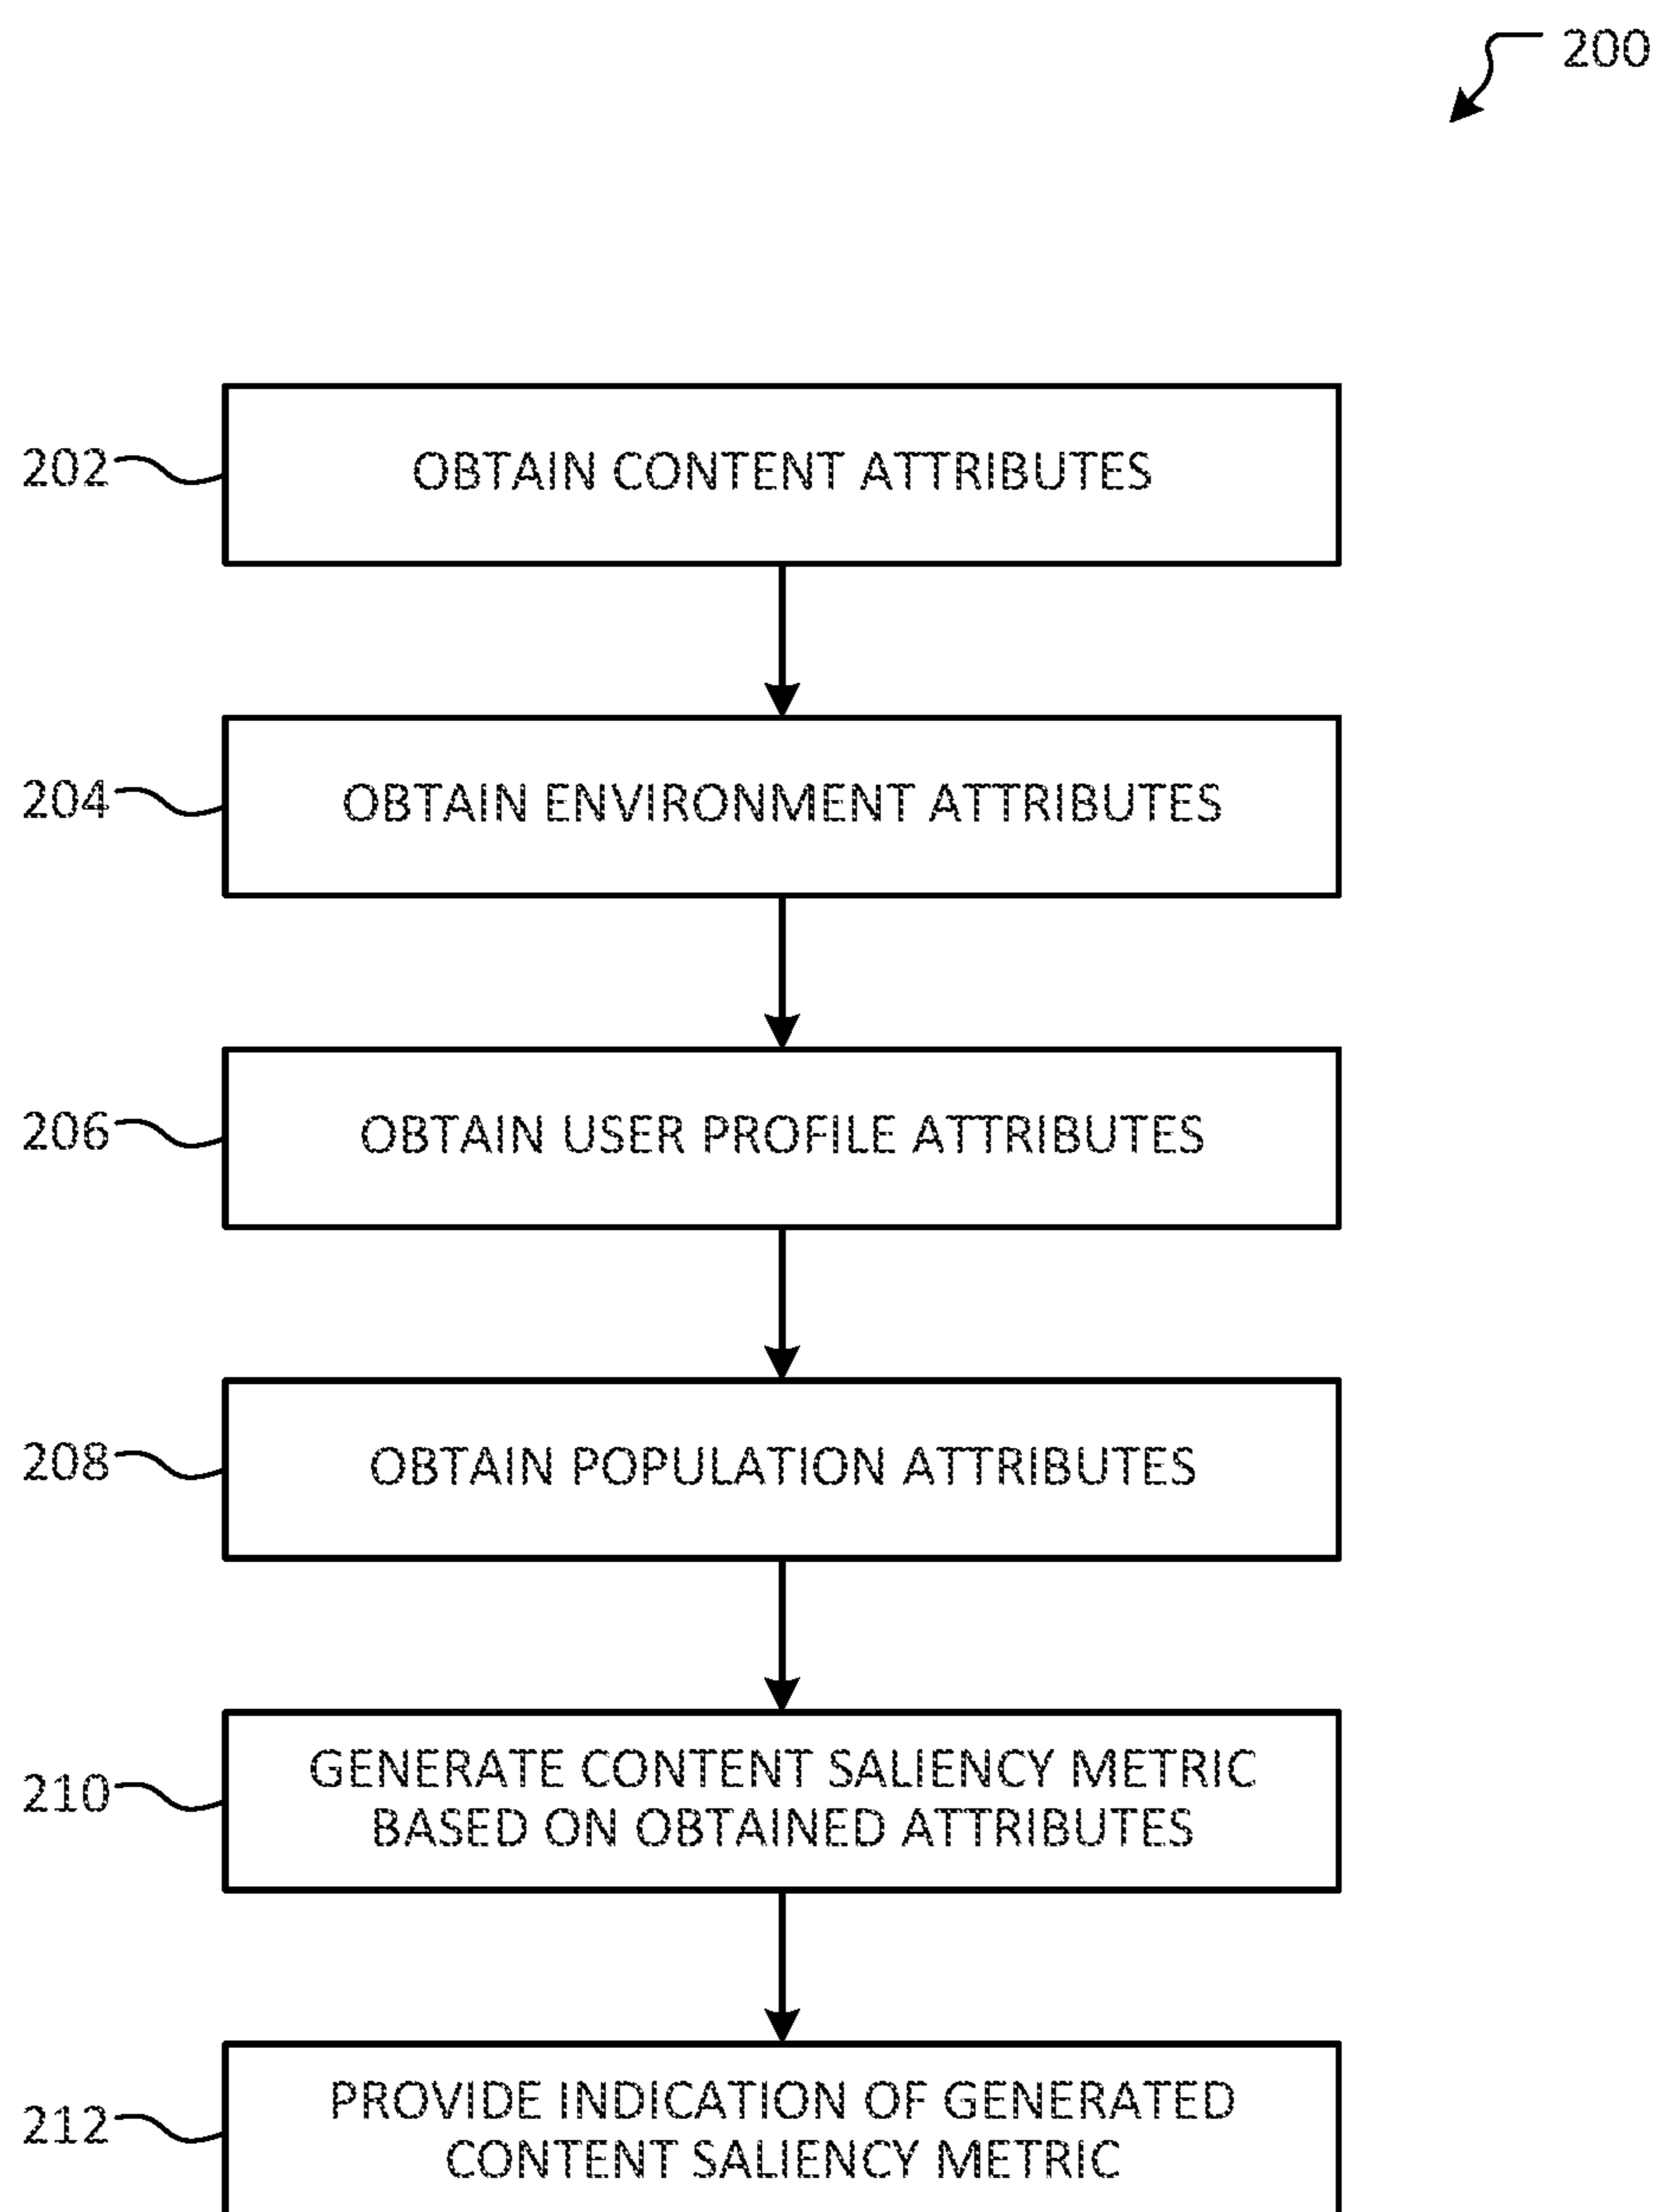 200
202
OBTAIN CONTENT ATTRIBUTES
204
OBTAIN ENVIRONMENT ATTRIBUTES
206
OBTAIN USER PROFILE ATTRIBUTES
208
OBTAIN POPULATION ATTRIBUTES
210
GENERATE CONTENT SALIENCY METRIC
BASED ON OBTAINED ATTRIBUTES
212
PROVIDE INDICATION OF GENERATED
CONTENT SALIENCY METRIC